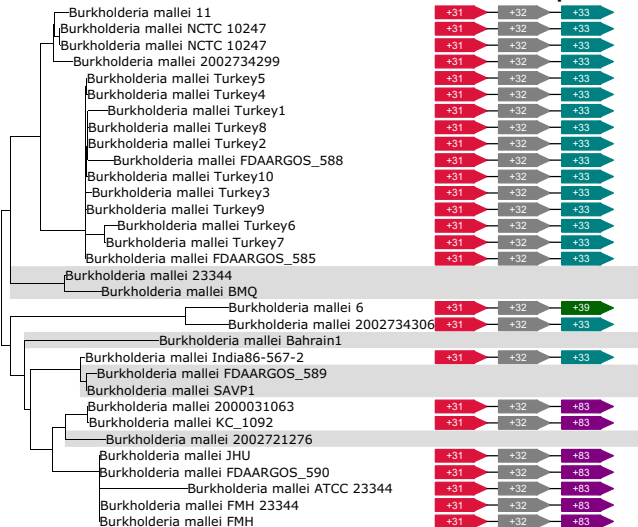 Burkholderia mallei 11 +31 +32 +33
Burkholderia mallei NCTC 10247 +31 +32 +33
Burkholderia mallei NCTC 10247 +31 +32 +33
Burkholderia mallei 2002734299 +31 +32 +33
Burkholderia mallei Turkey5 +31 +32 +33
Burkholderia mallei Turkey4 +31 +32 +33
Burkholderia mallei Turkey1 +31 +32 +33
Burkholderia mallei Turkey8 +31 +32 +33
Burkholderia mallei Turkey2 +31 +32 +33
Burkholderia mallei FDAARGOS_588 +31 +32 +33
Burkholderia mallei Turkey10 +31 +32 +33
Burkholderia mallei Turkey3 +31 +32 +33
Burkholderia mallei Turkey9 +31 +32 +33
Burkholderia mallei Turkey6 +31 +32 +33
Burkholderia mallei Turkey7 +31 +32 +33
Burkholderia mallei FDAARGOS_585 +31 +32 +33
Burkholderia mallei 23344
Burkholderia mallei BMQ
Burkholderia mallei 6 +31 +32 +39
Burkholderia mallei 2002734306 +31 +32 +33
Burkholderia mallei Bahrain1
Burkholderia mallei India86-567-2 +31 +32 +33
Burkholderia mallei FDAARGOS_589
Burkholderia mallei SAVP1
Burkholderia mallei 2000031063 +31 +32 +83
Burkholderia mallei KC_1092 +31 +32 +83
Burkholderia mallei 2002721276
Burkholderia mallei JHU +31 +32 +83
Burkholderia mallei FDAARGOS_590 +31 +32 +83
Burkholderia mallei ATCC 23344 +31 +32 +83
Burkholderia mallei FMH 23344 +31 +32 +83
Burkholderia mallei FMH +31 +32 +83